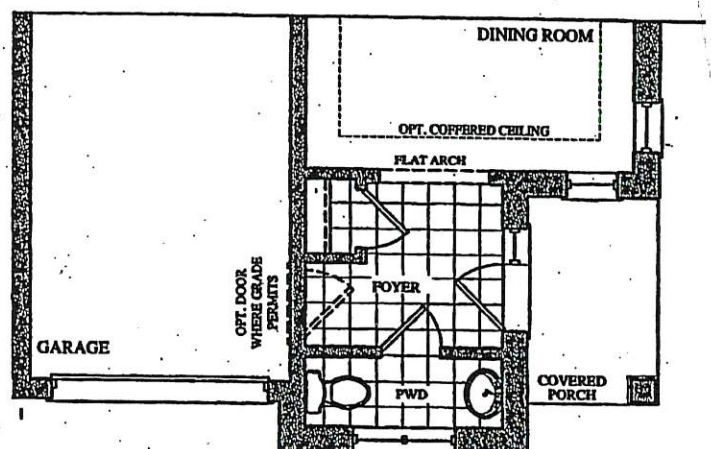 DINING ROOM
OPT. COFFERED CEILING
FLAT ARCH
FOYER
OPT. DOOR
WHERE GRADE
PERMITS
GARAGE
PWD
COVERED
PORCH